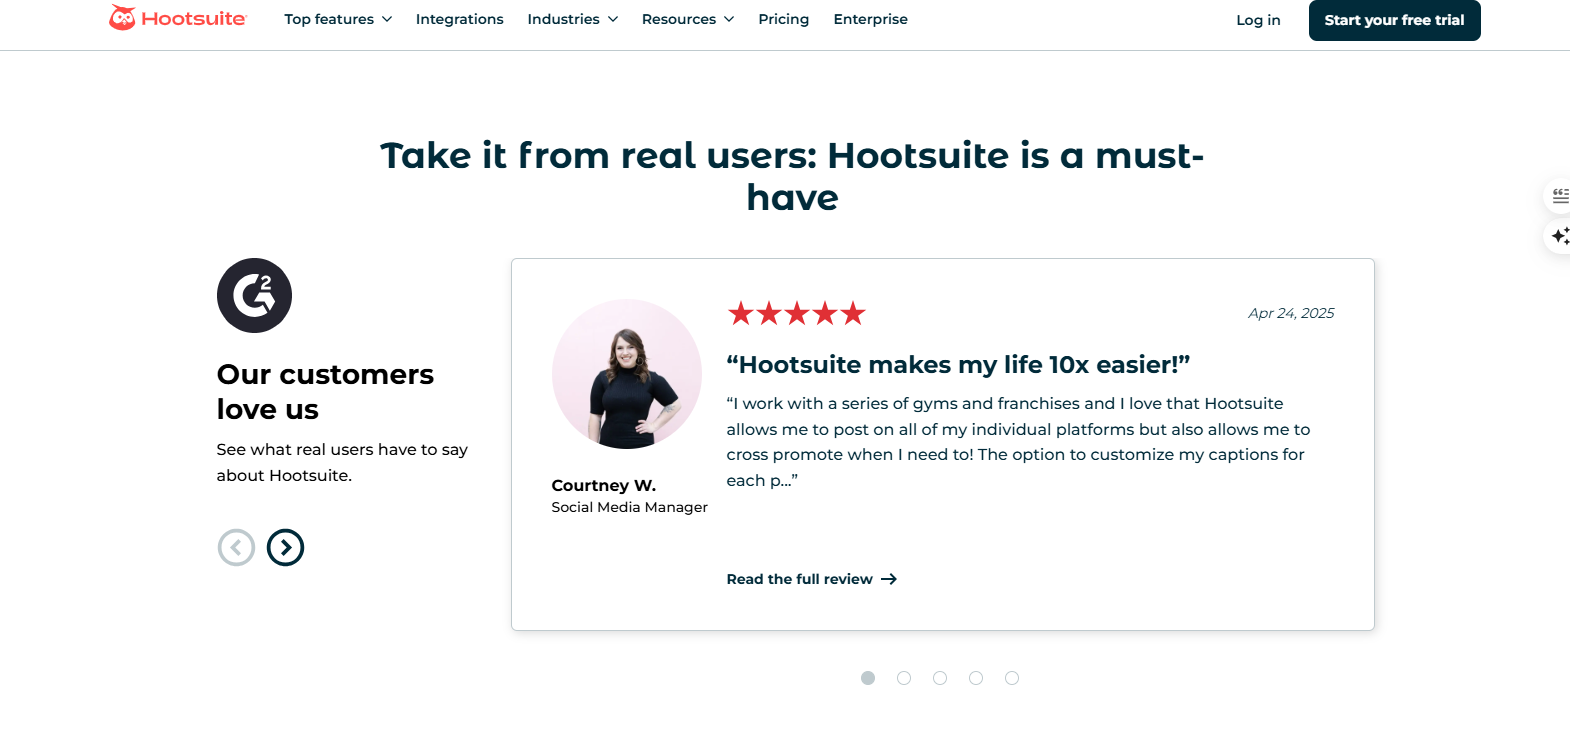 Hootsuite
Top features
Integrations
Industries
Resources
Pricing
Enterprise
Log in
Start your free trial
Take it from real users: Hootsuite is a must-
have
G2
Our customers
love us
See what real users have to say
about Hootsuite.
Apr 24, 2025
“Hootsuite makes my life 10x easier!”
“I work with a series of gyms and franchises and I love that Hootsuite
allows me to post on all of my individual platforms but also allows me to
cross promote when I need to! The option to customize my captions for
each p...”
Courtney W.
Social Media Manager
Read the full review